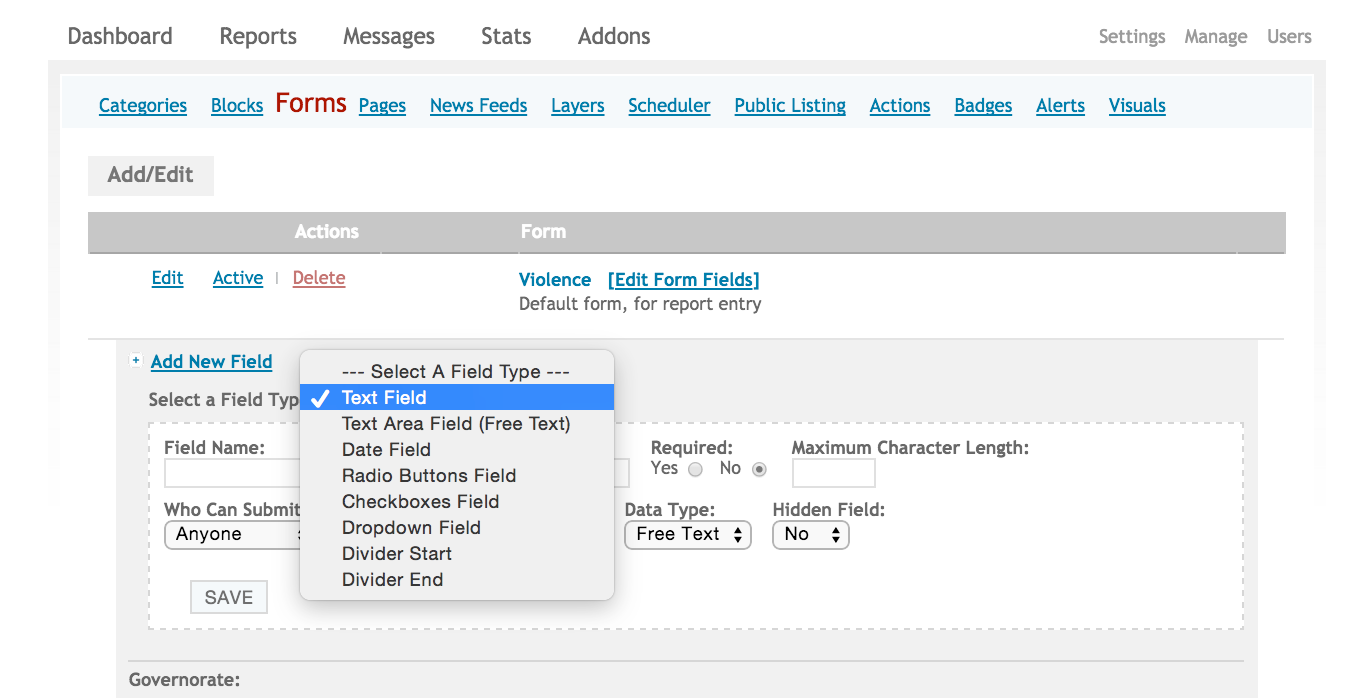 Dashboard Reports Messages Stats Addons Settings Manage Users
Categories Blocks Forms Pages News Feeds Layers Scheduler Public Listing Actions Badges Alerts Visuals
Add/Edit
Actions Form
Edit Active | Delete Violence [Edit Form Fields]
Default form, for report entry
+ Add New Field
Select a Field Typ
--- Select A Field Type ---
✓ Text Field
Text Area Field (Free Text)
Date Field
Radio Buttons Field
Checkboxes Field
Dropdown Field
Divider Start
Divider End
Field Name: Required: Maximum Character Length:
Yes No
Who Can Submit Data Type: Hidden Field:
Anyone Free Text No
SAVE
Governorate: